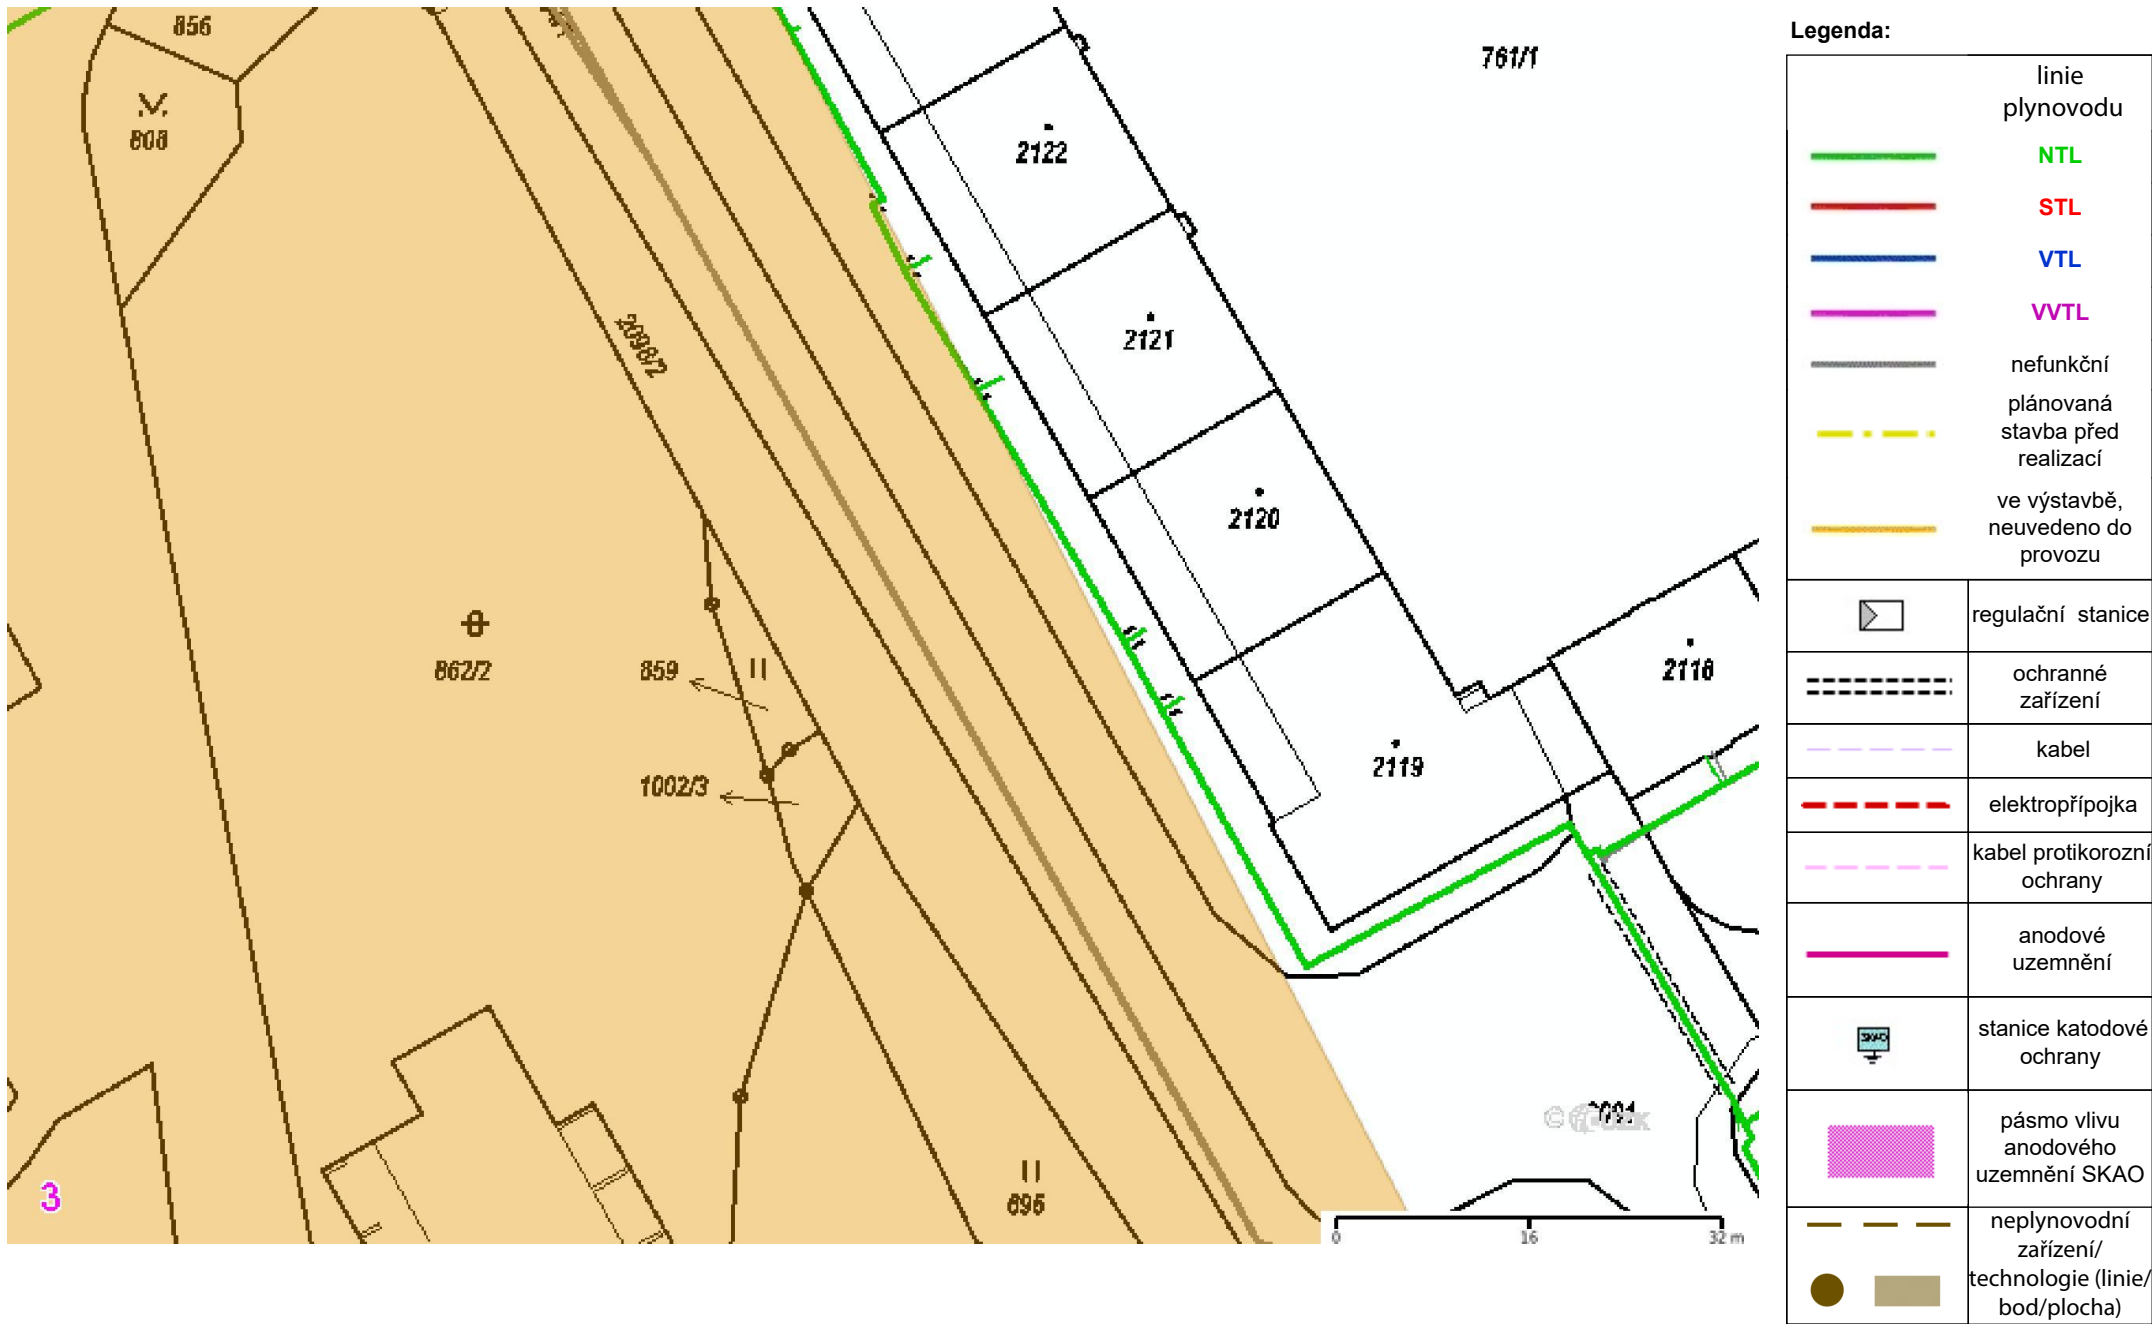 856
808
2098/2
862/2
859
1002/3
3
695
761/1
2122
2121
2120
2119
2118
0 16 32 m
Legenda:
linie
plynovodu
NTL
STL
VTL
VVTL
nefunkční
plánovaná
stavba před
realizací
ve výstavbě,
neuvedeno do
provozu
regulační stanice
ochranné
zařízení
kabel
elektropřípojka
kabel protikorozní
ochrany
anodové
uzemnění
SKAO
stanice katodové
ochrany
pásmo vlivu
anodového
uzemnění SKAO
neplynovodní
zařízení/
technologie (linie/
bod/plocha)